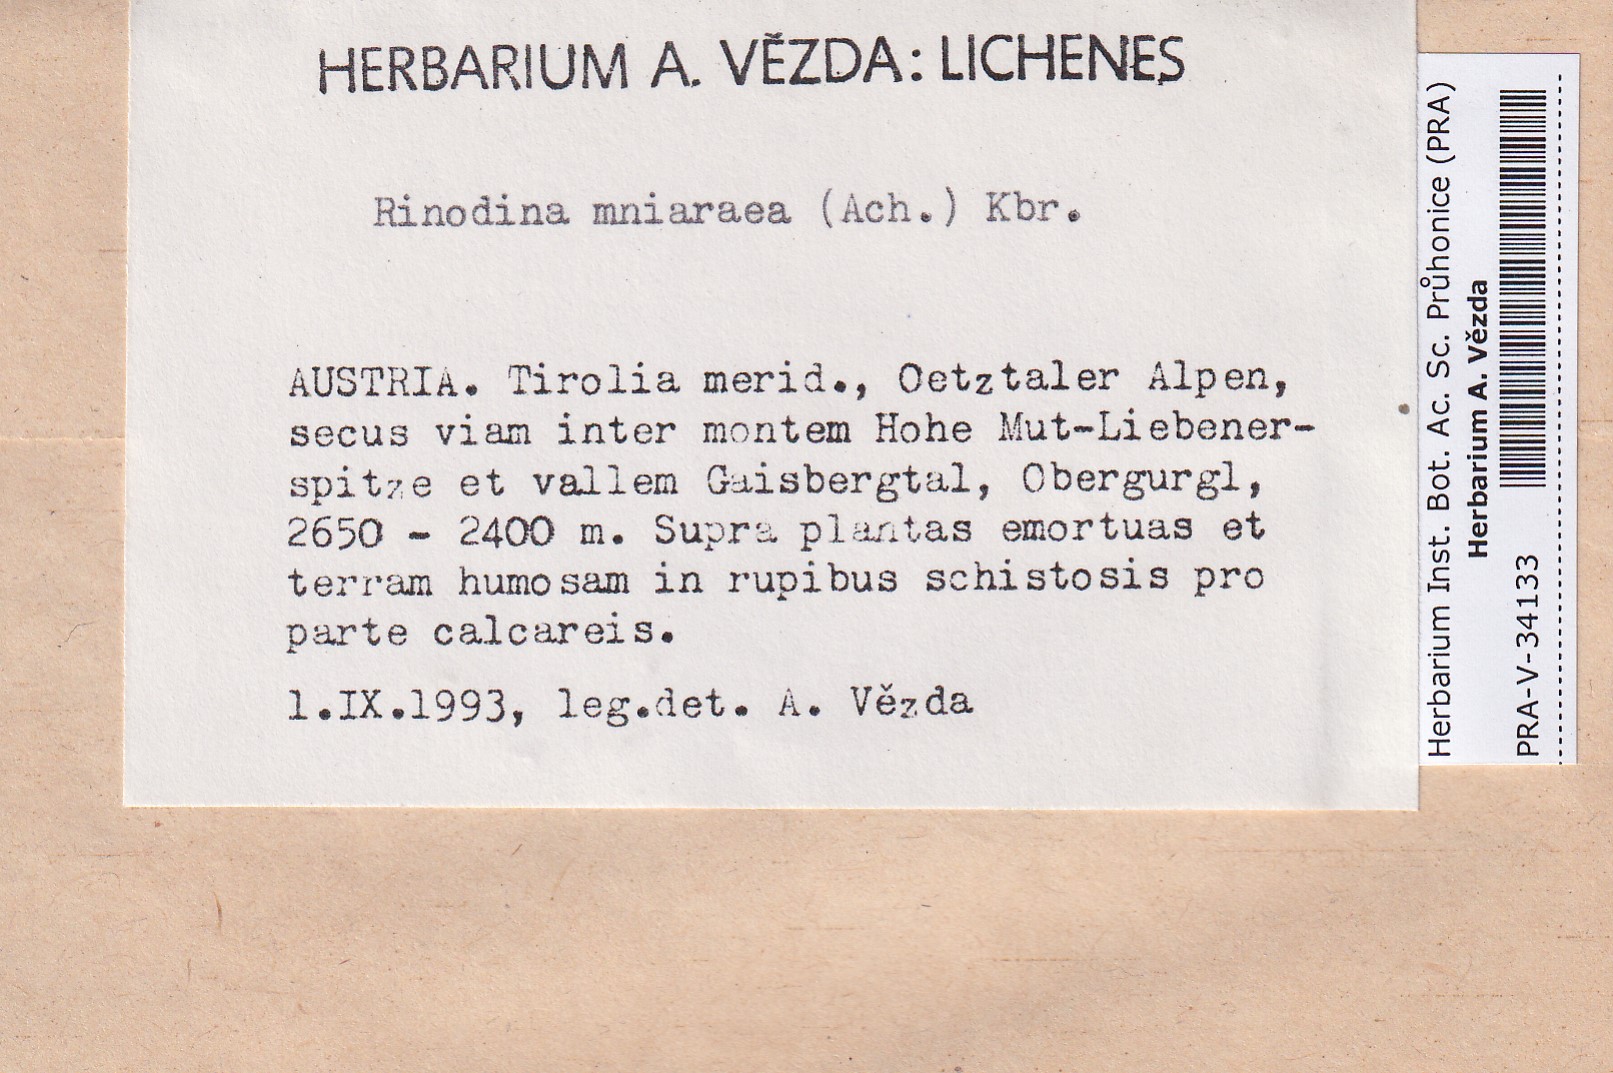 HERBARIUM A. VĚZDA: LICHENES
Rinodina mniaraea (Ach.) Kbr.
AUSTRIA. Tirolia merid., Oetztaler Alpen,
secus viam inter montem Hohe Mut-Liebener-
spitze et vallem Gaisbergtal, Obergurgl,
2650 - 2400 m. Supra plantas emortuas et
terram humosam in rupibus schistosis pro
parte calcareis.
1.IX.1993, leg.det. A. Vězda
Herbarium Inst. Bot. Ac. Sc. Průhonice (PRA)
Herbarium A. Vězda
PRA-V-34133